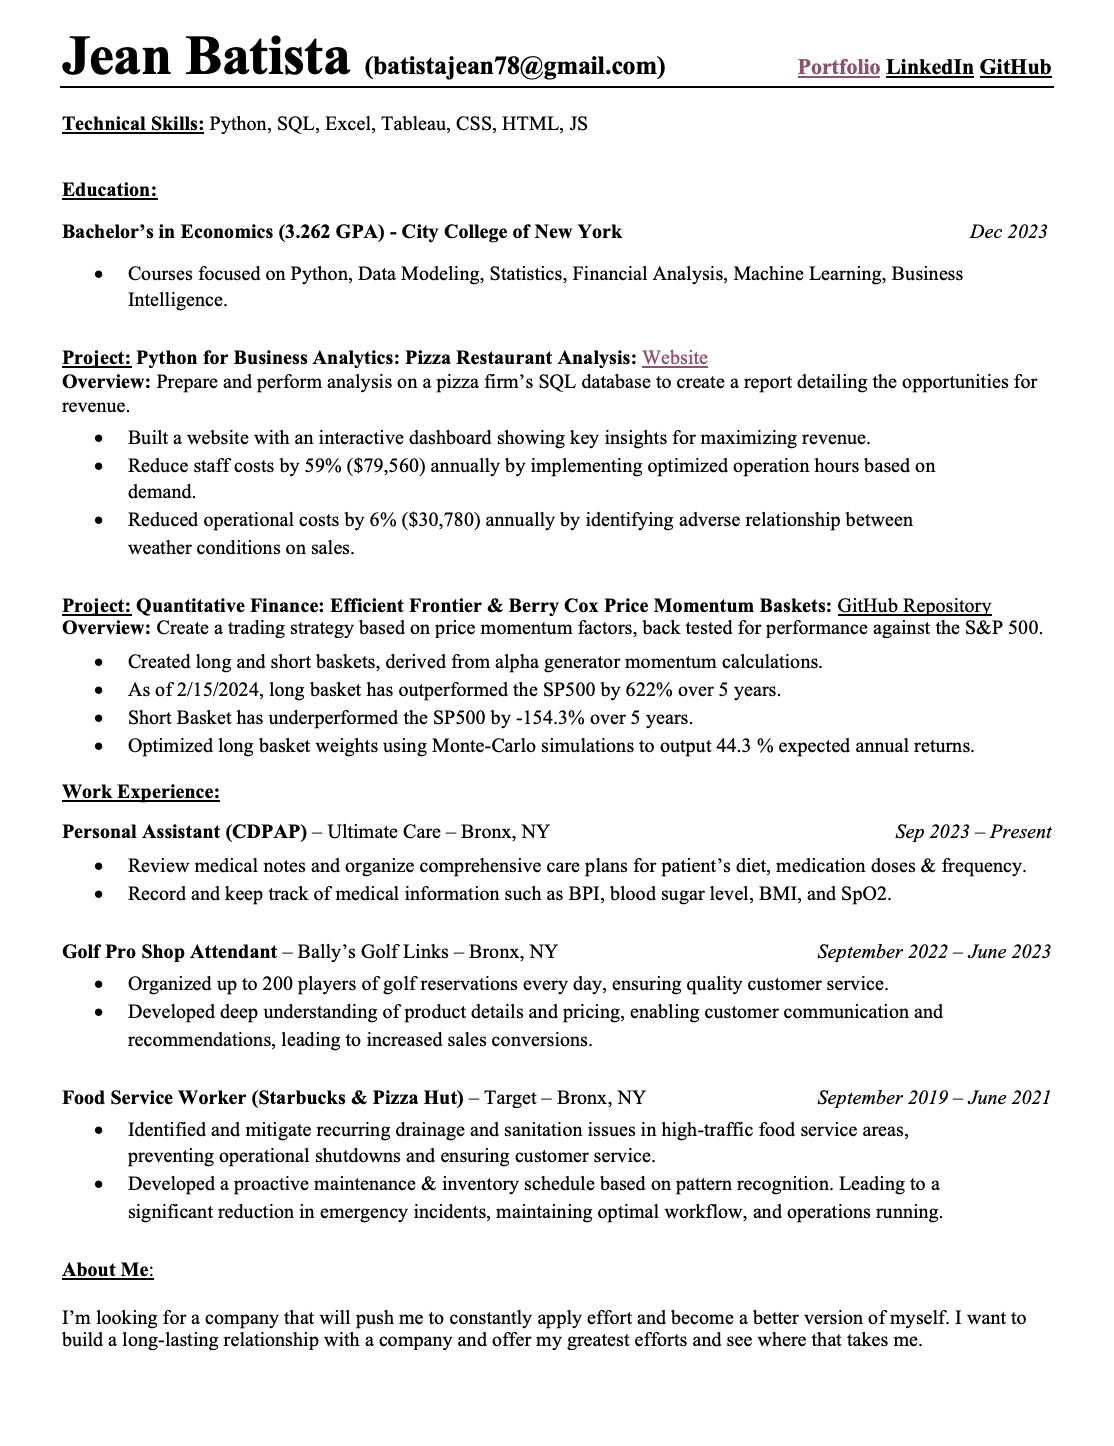 Jean Batista (batistajean78@gmail.com) Portfolio LinkedIn GitHub
Technical Skills: Python, SQL, Excel, Tableau, CSS, HTML, JS
Education:
Bachelor’s in Economics (3.262 GPA) - City College of New York Dec 2023
• Courses focused on Python, Data Modeling, Statistics, Financial Analysis, Machine Learning, Business
Intelligence.
Project: Python for Business Analytics: Pizza Restaurant Analysis: Website
Overview: Prepare and perform analysis on a pizza firm’s SQL database to create a report detailing the opportunities for
revenue.
• Built a website with an interactive dashboard showing key insights for maximizing revenue.
• Reduce staff costs by 59% ($79,560) annually by implementing optimized operation hours based on
demand.
• Reduced operational costs by 6% ($30,780) annually by identifying adverse relationship between
weather conditions on sales.
Project: Quantitative Finance: Efficient Frontier & Berry Cox Price Momentum Baskets: GitHub Repository
Overview: Create a trading strategy based on price momentum factors, back tested for performance against the S&P 500.
• Created long and short baskets, derived from alpha generator momentum calculations.
• As of 2/15/2024, long basket has outperformed the SP500 by 622% over 5 years.
• Short Basket has underperformed the SP500 by -154.3% over 5 years.
• Optimized long basket weights using Monte-Carlo simulations to output 44.3 % expected annual returns.
Work Experience:
Personal Assistant (CDPAP) – Ultimate Care – Bronx, NY Sep 2023 – Present
• Review medical notes and organize comprehensive care plans for patient’s diet, medication doses & frequency.
• Record and keep track of medical information such as BPI, blood sugar level, BMI, and SpO2.
Golf Pro Shop Attendant – Bally’s Golf Links – Bronx, NY September 2022 – June 2023
• Organized up to 200 players of golf reservations every day, ensuring quality customer service.
• Developed deep understanding of product details and pricing, enabling customer communication and
recommendations, leading to increased sales conversions.
Food Service Worker (Starbucks & Pizza Hut) – Target – Bronx, NY September 2019 – June 2021
• Identified and mitigate recurring drainage and sanitation issues in high-traffic food service areas,
preventing operational shutdowns and ensuring customer service.
• Developed a proactive maintenance & inventory schedule based on pattern recognition. Leading to a
significant reduction in emergency incidents, maintaining optimal workflow, and operations running.
About Me:
I’m looking for a company that will push me to constantly apply effort and become a better version of myself. I want to
build a long-lasting relationship with a company and offer my greatest efforts and see where that takes me.